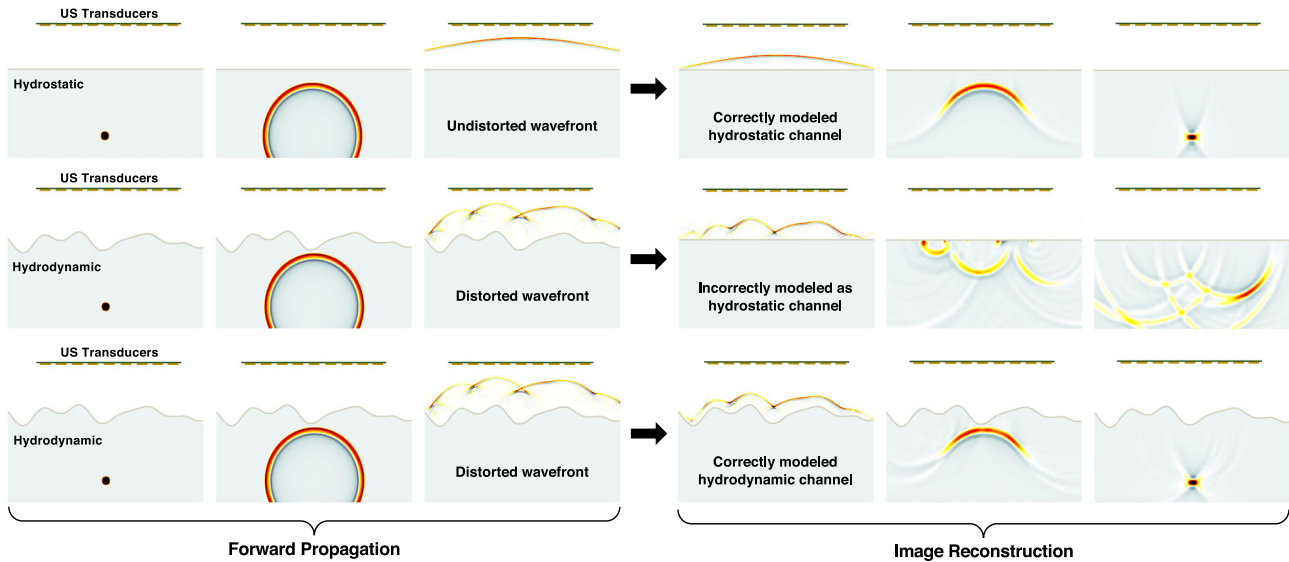 US Transducers
Hydrostatic
Undistorted wavefront
Correctly modeled
hydrostatic channel
US Transducers
Hydrodynamic
Distorted wavefront
Incorrectly modeled as
hydrostatic channel
US Transducers
Hydrodynamic
Distorted wavefront
Correctly modeled
hydrodynamic channel
Forward Propagation
Image Reconstruction